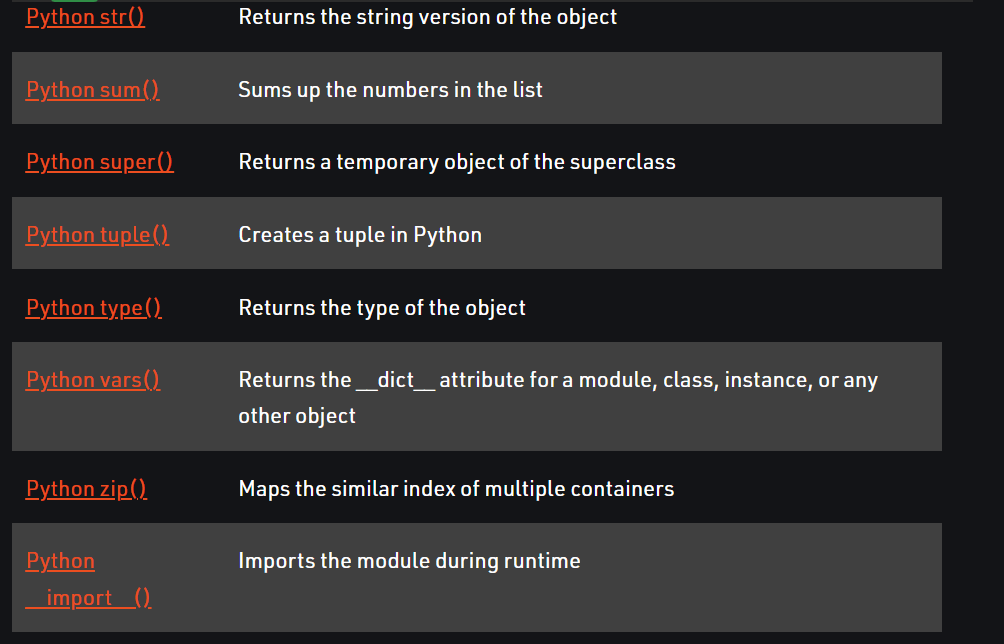 Python str() Returns the string version of the object
Python sum() Sums up the numbers in the list
Python super() Returns a temporary object of the superclass
Python tuple() Creates a tuple in Python
Python type() Returns the type of the object
Python vars() Returns the __dict__ attribute for a module, class, instance, or any
other object
Python zip() Maps the similar index of multiple containers
Python Imports the module during runtime
__import__()